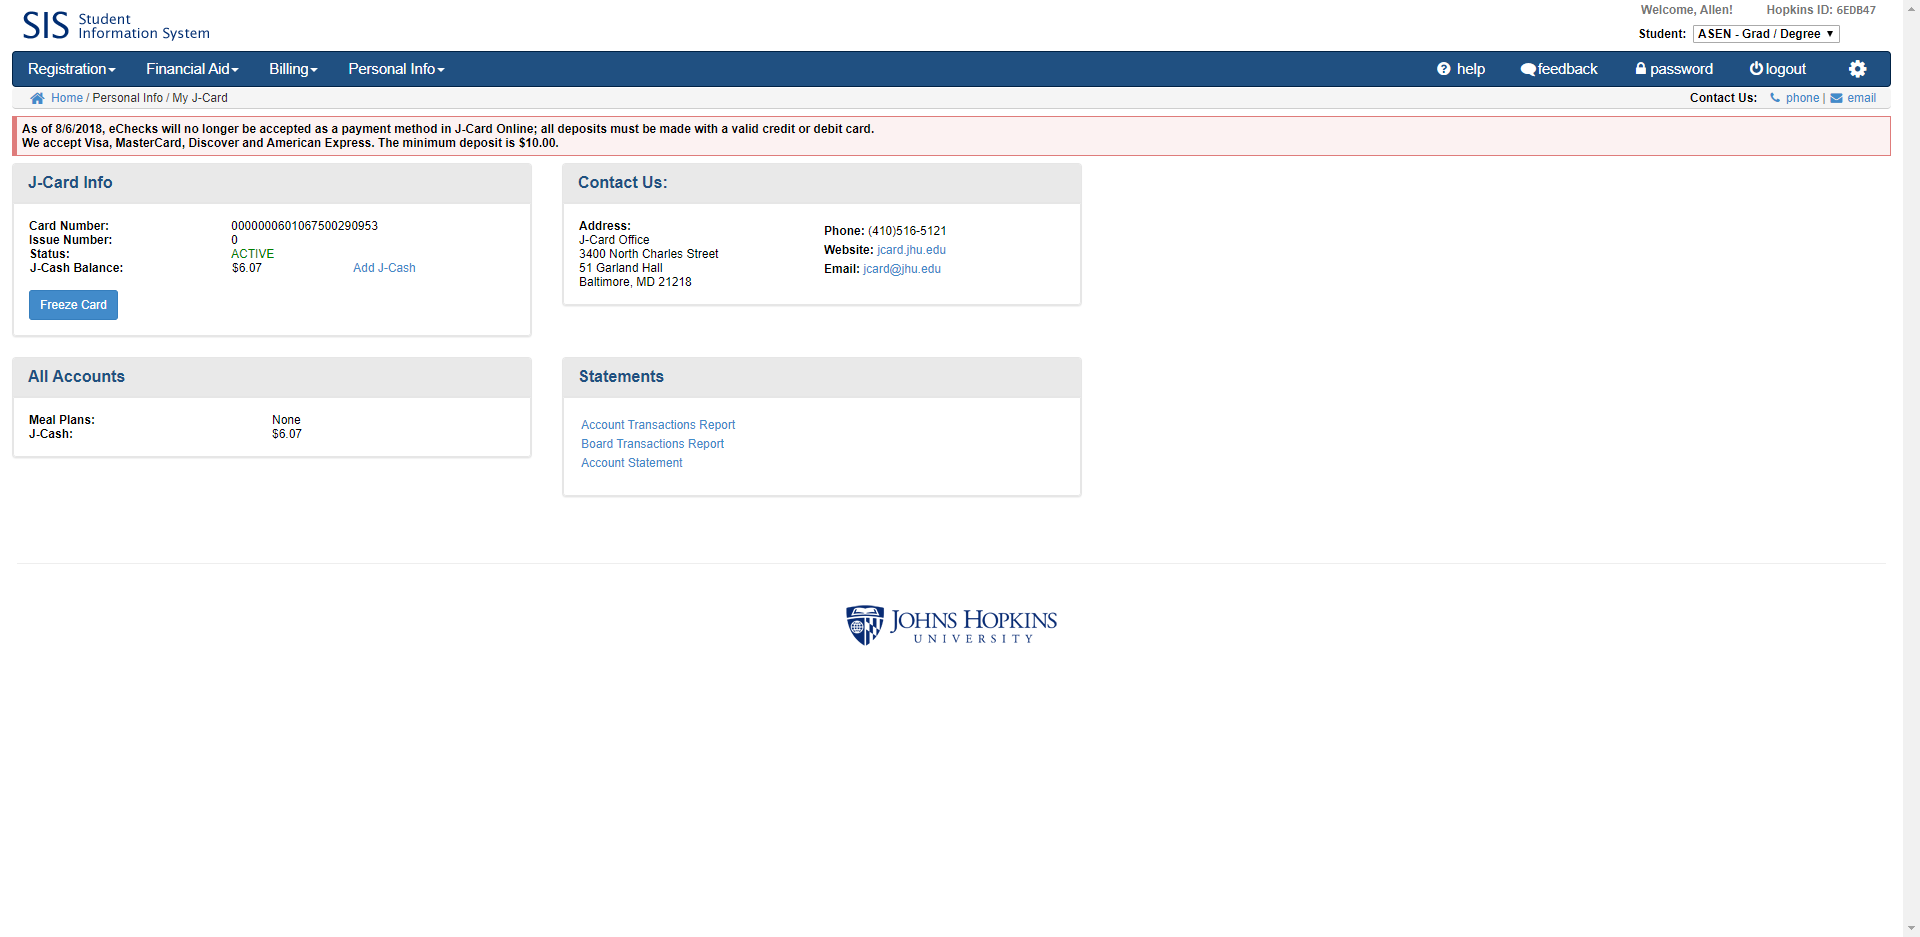 SIS Student
Information System
Welcome, Allen! Hopkins ID: 6EDB47
Student: ASEN - Grad / Degree
Registration Financial Aid Billing Personal Info help feedback password logout
Home / Personal Info / My J-Card Contact Us: phone | email
As of 8/6/2018, eChecks will no longer be accepted as a payment method in J-Card Online; all deposits must be made with a valid credit or debit card.
We accept Visa, MasterCard, Discover and American Express. The minimum deposit is $10.00.
J-Card Info
Card Number: 0000000601067500290953
Issue Number: 0
Status: ACTIVE
J-Cash Balance: $6.07 Add J-Cash
Freeze Card
Contact Us:
Address:
J-Card Office
3400 North Charles Street
51 Garland Hall
Baltimore, MD 21218
Phone: (410)516-5121
Website: jcard.jhu.edu
Email: jcard@jhu.edu
All Accounts
Meal Plans: None
J-Cash: $6.07
Statements
Account Transactions Report
Board Transactions Report
Account Statement
JOHNS HOPKINS
UNIVERSITY